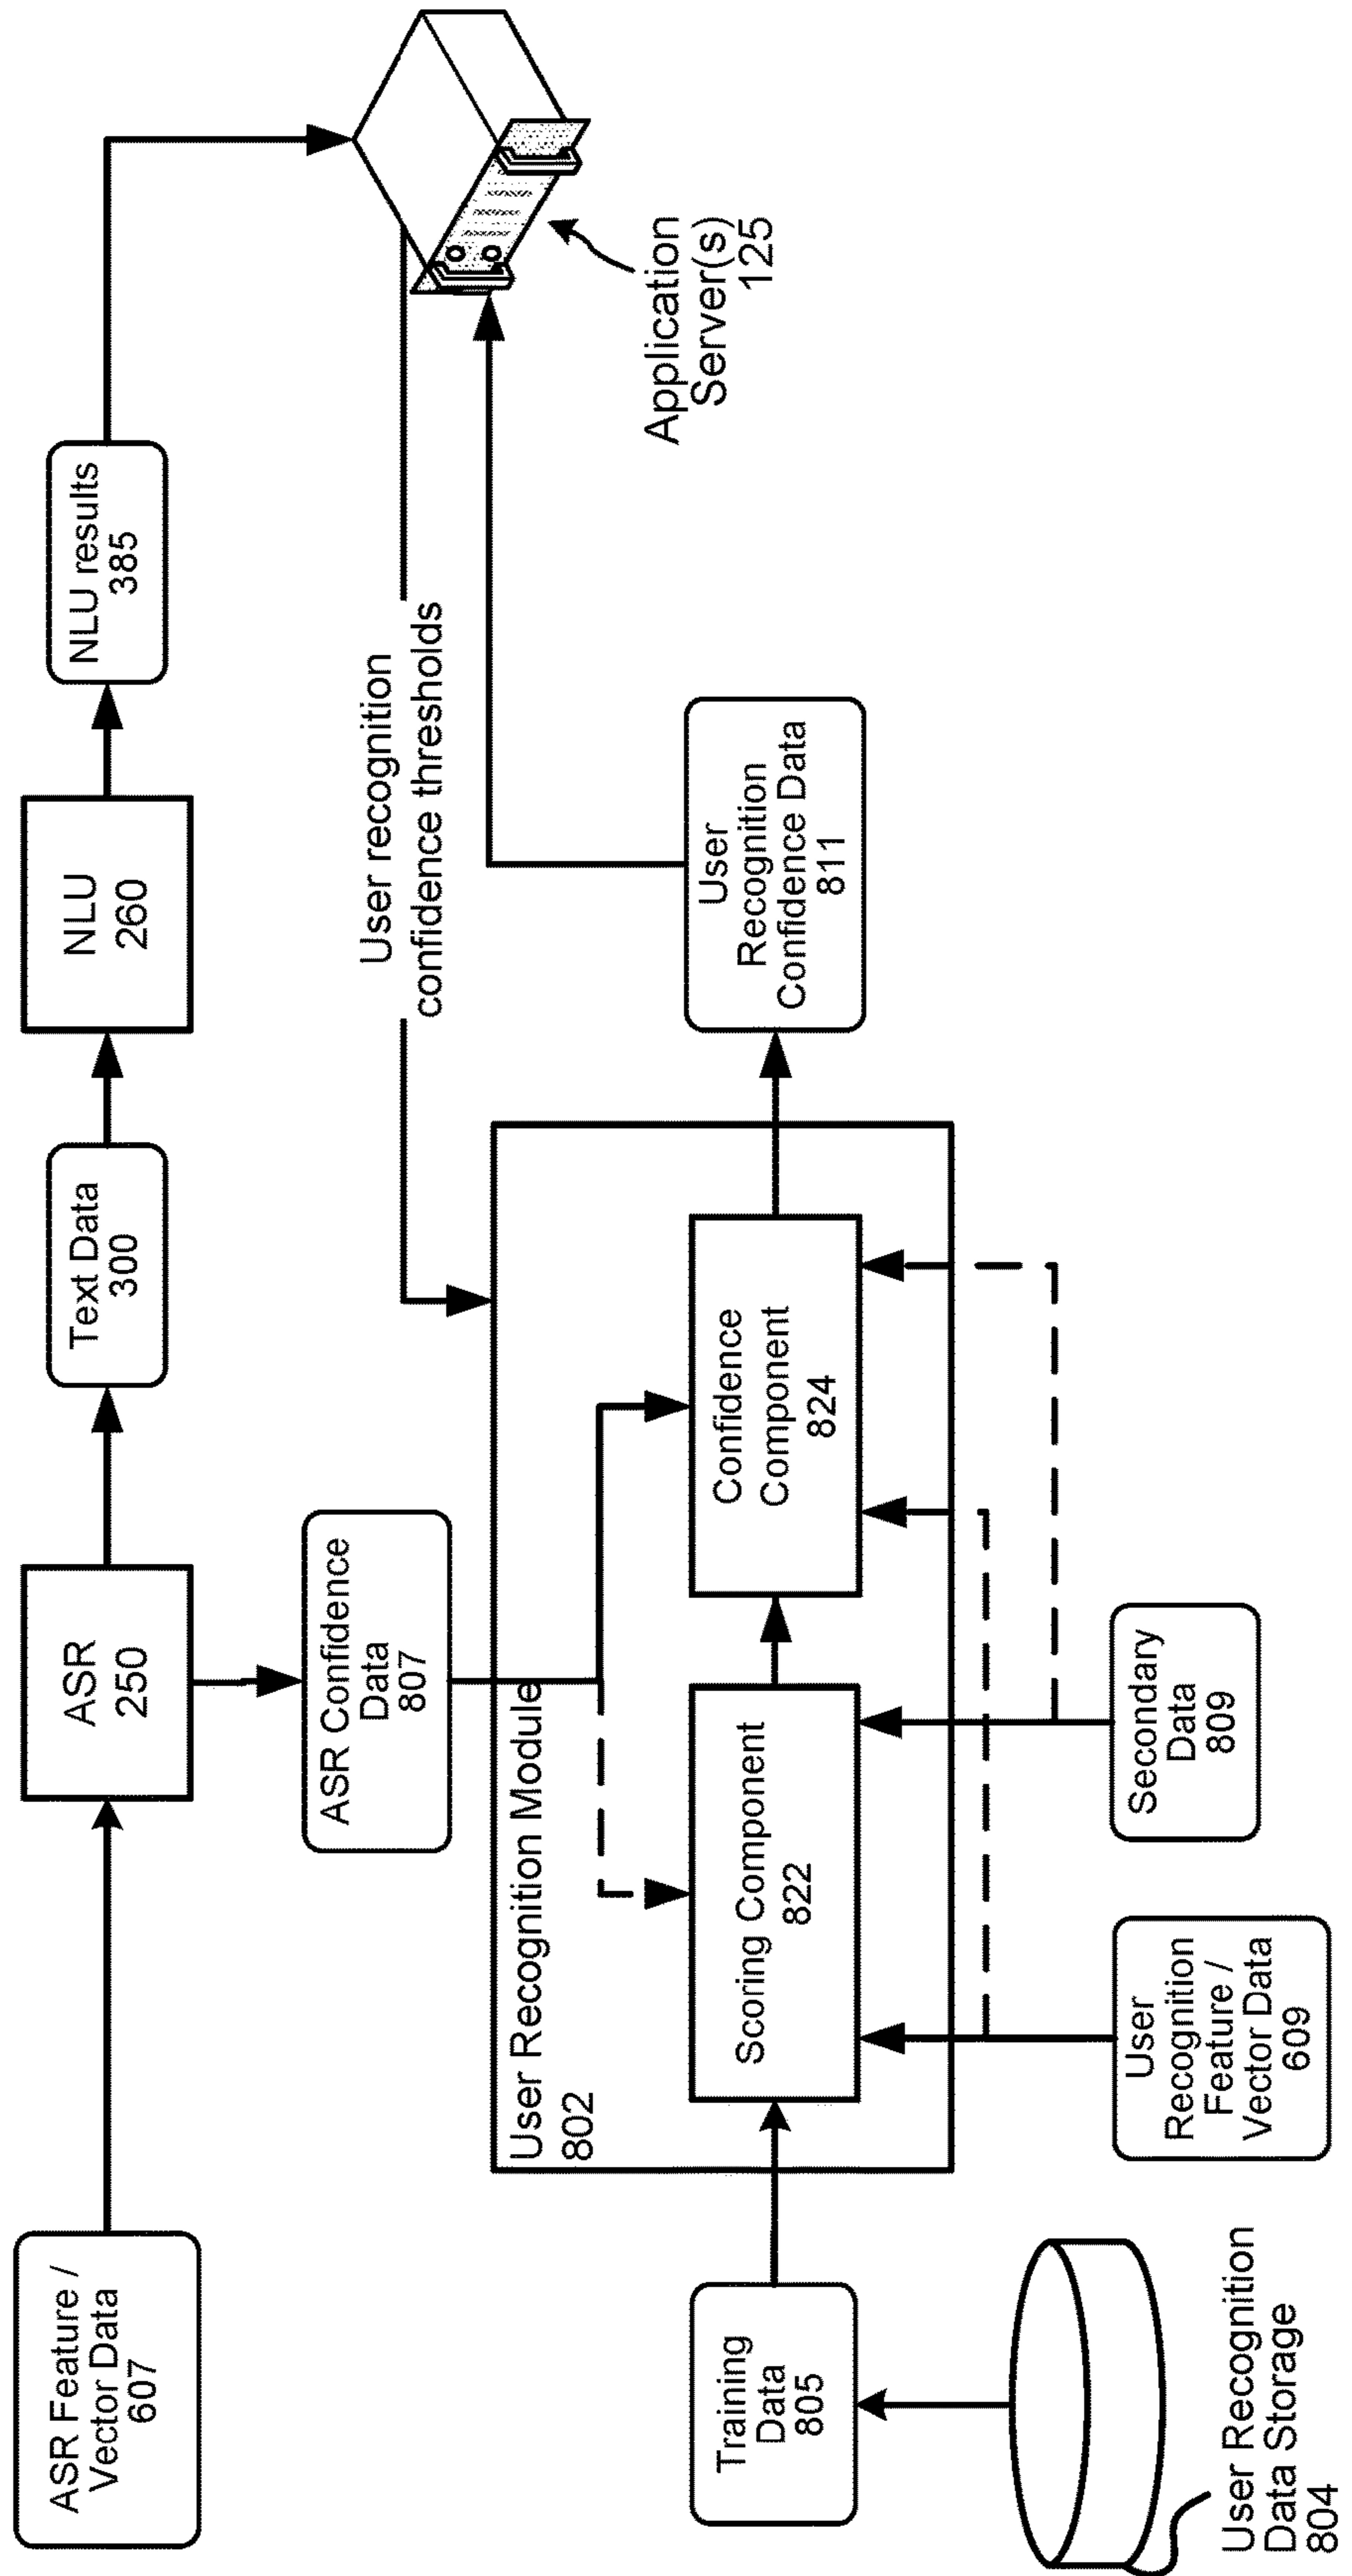 ASR Feature /
Vector Data
607
ASR
250
Text Data
300
NLU
260
NLU results
385
ASR Confidence
Data
807
User recognition
confidence thresholds
User Recognition Module
802
Scoring Component
822
Confidence
Component
824
User
Recognition
Confidence Data
811
Application
Server(s)
125
Training
Data
805
User Recognition
Data Storage
804
User
Recognition
Feature /
Vector Data
609
Secondary
Data
809